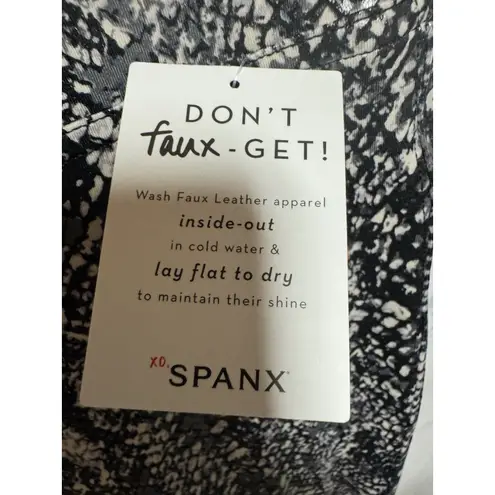 DON'T
faux-GET!
Wash Faux Leather apparel
inside-out
in cold water &
lay flat to dry
to maintain their shine
xo, SPANX